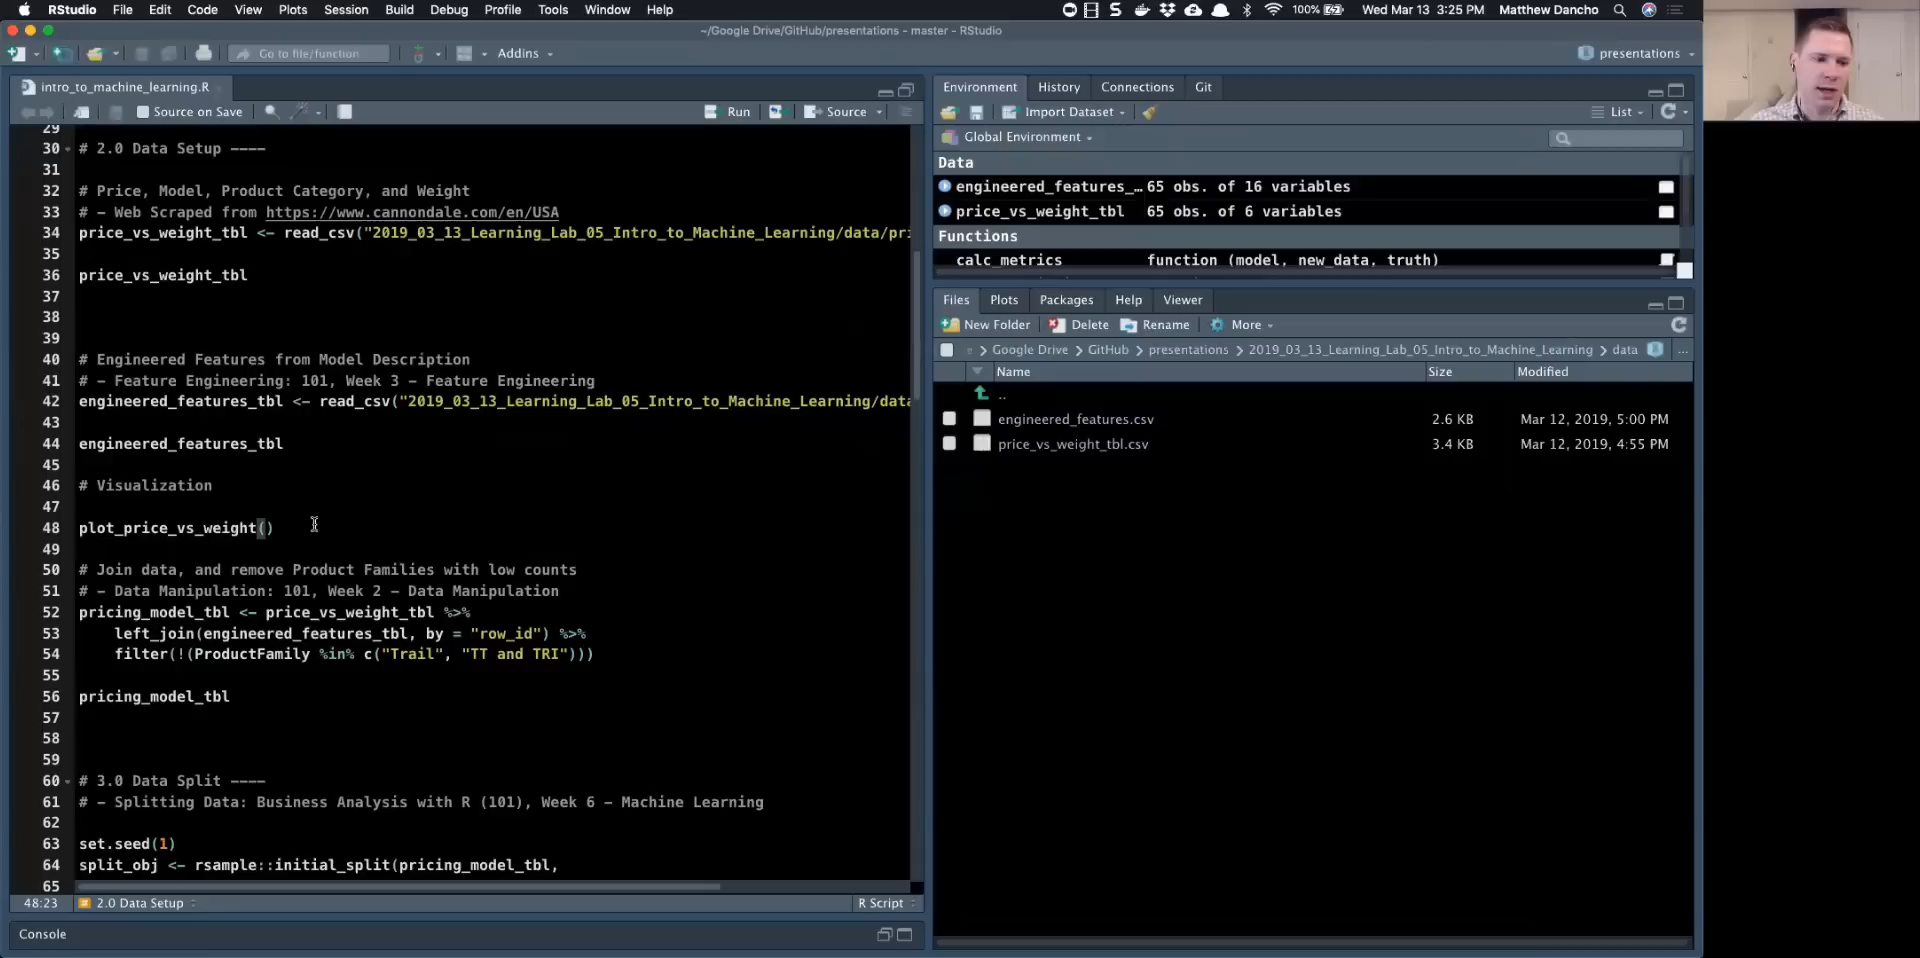 RStudio File Edit Code View Plots Session Build Debug Profile Tools Window Help
100% Wed Mar 13 3:25 PM Matthew Dancho
~/Google Drive/GitHub/presentations - master - RStudio
Go to file/function Addins presentations
intro_to_machine_learning.R
Source on Save Run Source
29
30 # 2.0 Data Setup ----
31
32 # Price, Model, Product Category, and Weight
33 # - Web Scraped from https://www.cannondale.com/en/USA
34 price_vs_weight_tbl <- read_csv("2019_03_13_Learning_Lab_05_Intro_to_Machine_Learning/data/pri
35
36 price_vs_weight_tbl
37
38
39
40 # Engineered Features from Model Description
41 # - Feature Engineering: 101, Week 3 - Feature Engineering
42 engineered_features_tbl <- read_csv("2019_03_13_Learning_Lab_05_Intro_to_Machine_Learning/data
43
44 engineered_features_tbl
45
46 # Visualization
47
48 plot_price_vs_weight()
49
50 # Join data, and remove Product Families with low counts
51 # - Data Manipulation: 101, Week 2 - Data Manipulation
52 pricing_model_tbl <- price_vs_weight_tbl %>%
53 left_join(engineered_features_tbl, by = "row_id") %>%
54 filter(!(ProductFamily %in% c("Trail", "TT and TRI")))
55
56 pricing_model_tbl
57
58
59
60 # 3.0 Data Split ----
61 # - Splitting Data: Business Analysis with R (101), Week 6 - Machine Learning
62
63 set.seed(1)
64 split_obj <- rsample::initial_split(pricing_model_tbl,
65
48:23 2.0 Data Setup R Script
Console
Environment History Connections Git
Import Dataset List
Global Environment
Data
engineered_features_… 65 obs. of 16 variables
price_vs_weight_tbl 65 obs. of 6 variables
Functions
calc_metrics function (model, new_data, truth)
Files Plots Packages Help Viewer
New Folder Delete Rename More
Google Drive GitHub presentations 2019_03_13_Learning_Lab_05_Intro_to_Machine_Learning data ...
Name Size Modified
..
engineered_features.csv 2.6 KB Mar 12, 2019, 5:00 PM
price_vs_weight_tbl.csv 3.4 KB Mar 12, 2019, 4:55 PM